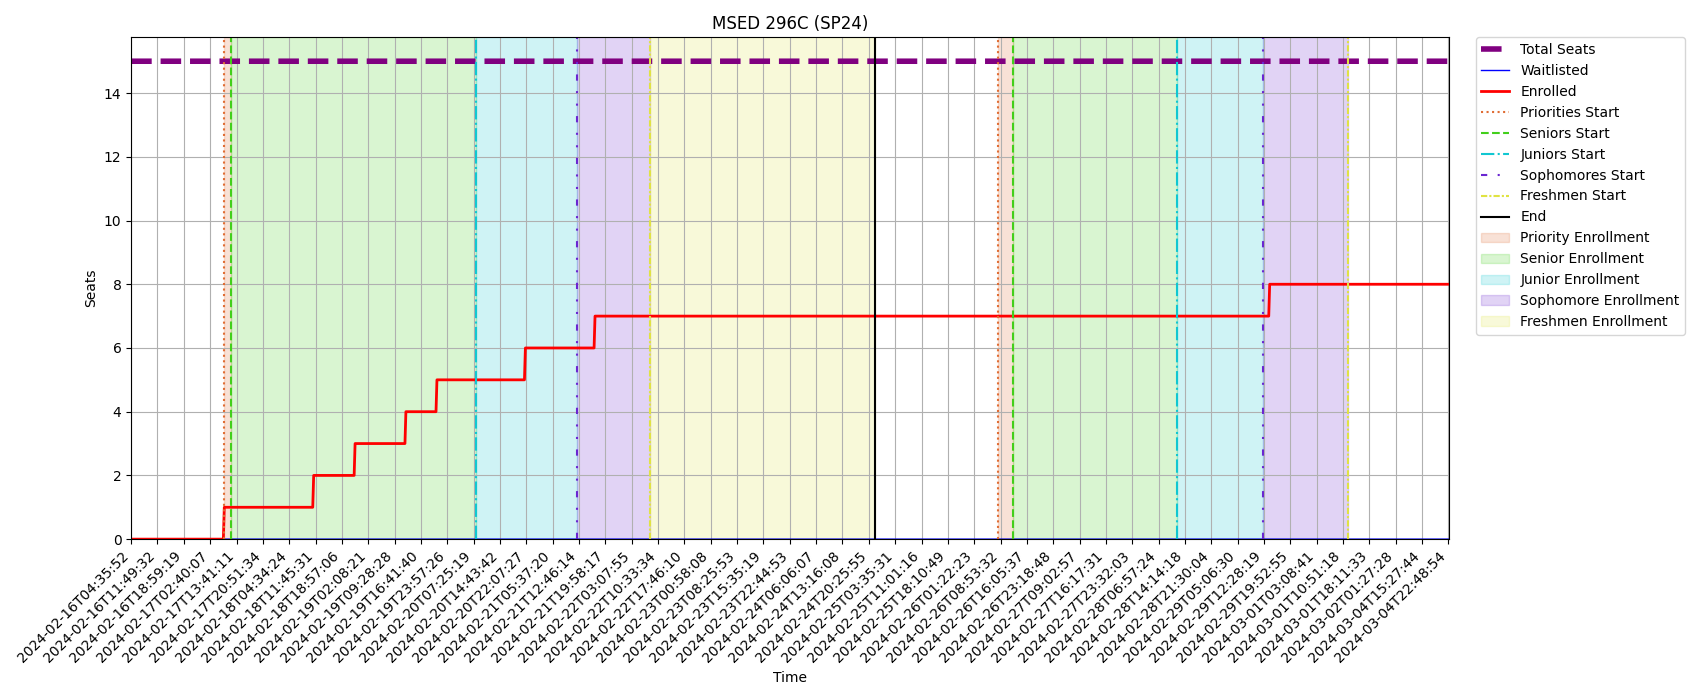 MSED 296C (SP24)
Total Seats
Waitlisted
Enrolled
Priorities Start
Seniors Start
Juniors Start
Sophomores Start
Freshmen Start
End
Priority Enrollment
Senior Enrollment
Junior Enrollment
Sophomore Enrollment
Freshmen Enrollment
Seats
14
12
10
8
6
4
2
0
2024-02-16T04:35:52
2024-02-16T11:49:32
2024-02-16T18:59:19
2024-02-17T02:40:07
2024-02-17T13:41:11
2024-02-17T20:51:34
2024-02-18T04:34:24
2024-02-18T11:45:31
2024-02-18T18:57:06
2024-02-19T02:08:21
2024-02-19T09:28:28
2024-02-19T16:41:40
2024-02-19T23:57:26
2024-02-20T07:25:19
2024-02-20T14:43:42
2024-02-20T22:07:27
2024-02-21T05:37:20
2024-02-21T12:46:14
2024-02-21T19:58:17
2024-02-22T03:07:55
2024-02-22T10:33:34
2024-02-22T17:46:10
2024-02-23T00:58:08
2024-02-23T08:25:53
2024-02-23T15:35:19
2024-02-23T22:44:53
2024-02-24T06:06:07
2024-02-24T13:16:08
2024-02-24T20:25:55
2024-02-25T03:35:31
2024-02-25T11:01:16
2024-02-25T18:10:49
2024-02-26T01:22:23
2024-02-26T08:53:32
2024-02-26T16:05:37
2024-02-26T23:18:48
2024-02-27T09:02:57
2024-02-27T16:17:31
2024-02-27T23:32:03
2024-02-28T06:57:24
2024-02-28T14:14:18
2024-02-28T21:30:04
2024-02-29T05:06:30
2024-02-29T12:28:19
2024-02-29T19:52:55
2024-03-01T03:08:41
2024-03-01T10:51:18
2024-03-01T18:11:33
2024-03-02T01:27:28
2024-03-04T15:27:44
2024-03-04T22:48:54
Time